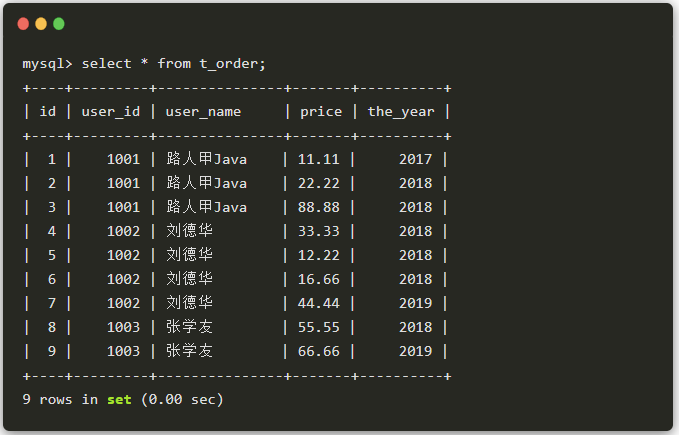 mysql> select * from t_order;
+----+---------+---------------+-------+----------+
| id | user_id | user_name     | price | the_year |
+----+---------+---------------+-------+----------+
|  1 |    1001 | 路人甲Java    | 11.11 |     2017 |
|  2 |    1001 | 路人甲Java    | 22.22 |     2018 |
|  3 |    1001 | 路人甲Java    | 88.88 |     2018 |
|  4 |    1002 | 刘德华        | 33.33 |     2018 |
|  5 |    1002 | 刘德华        | 12.22 |     2018 |
|  6 |    1002 | 刘德华        | 16.66 |     2018 |
|  7 |    1002 | 刘德华        | 44.44 |     2019 |
|  8 |    1003 | 张学友        | 55.55 |     2018 |
|  9 |    1003 | 张学友        | 66.66 |     2019 |
+----+---------+---------------+-------+----------+
9 rows in set (0.00 sec)